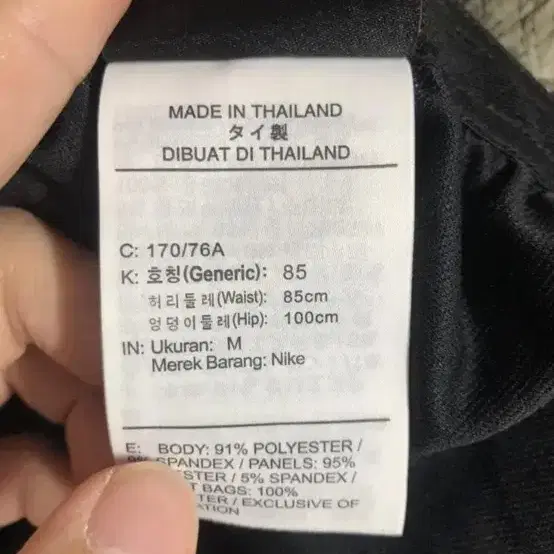 MADE IN THAILAND
タイ製
DIBUAT DI THAILAND
C: 170/76A
K: 호칭(Generic): 85
허리둘레(Waist): 85cm
엉덩이둘레(Hip): 100cm
IN: Ukuran: M
Merek Barang: Nike
E: BODY: 91% POLYESTER /
9% SPANDEX / PANELS: 95%
/ 5% SPANDEX /
BAGS: 100%
/ EXCLUSIVE OF